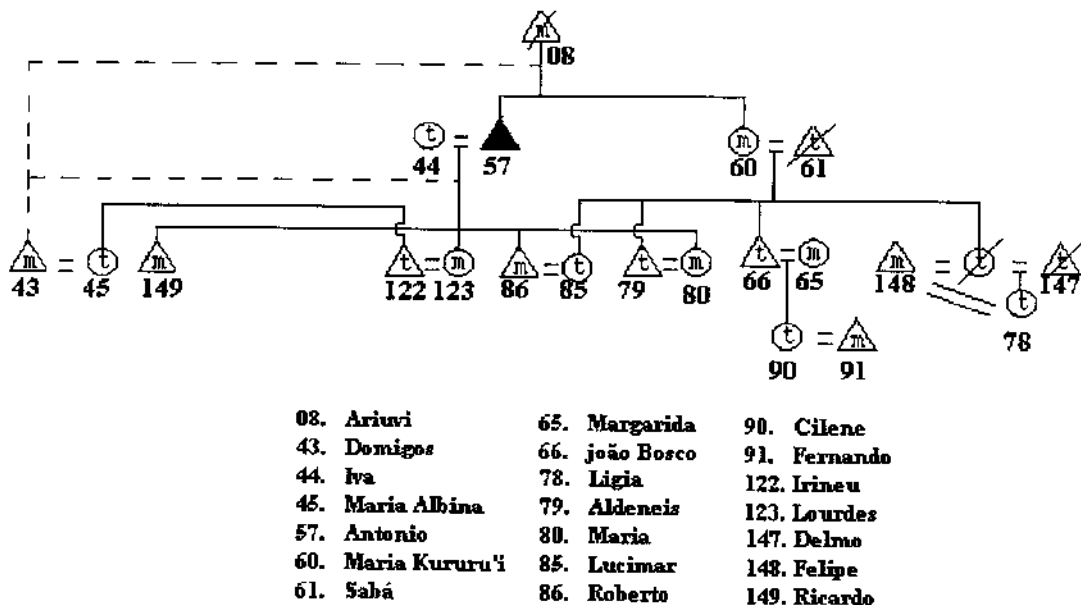 m
08
t
44
57
m
60
t
61
m
43
t
45
m
149
t
122
m
123
m
86
t
85
t
79
m
80
t
66
m
65
m
148
t
t
147
t
78
t
90
m
91
08. Ariuvi
43. Domigos
44. Iva
45. Maria Albina
57. Antonio
60. Maria Kururu'i
61. Sabá
65. Margarida
66. joão Bosco
78. Ligia
79. Aldeneis
80. Maria
85. Lucimar
86. Roberto
90. Cilene
91. Fernando
122. Irineu
123. Lourdes
147. Delmo
148. Felipe
149. Ricardo